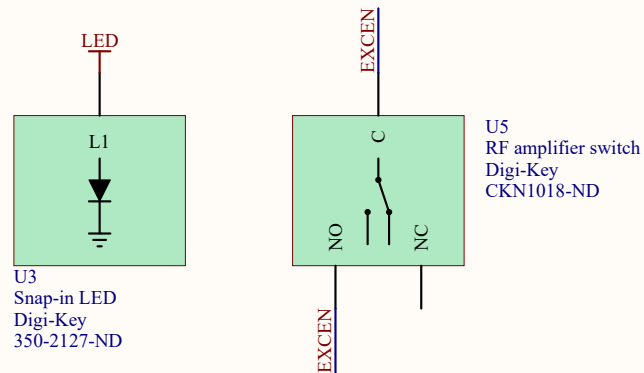 LED
L1
U3
Snap-in LED
Digi-Key
350-2127-ND
EXCEN
C
NO
NC
EXCEN
U5
RF amplifier switch
Digi-Key
CKN1018-ND